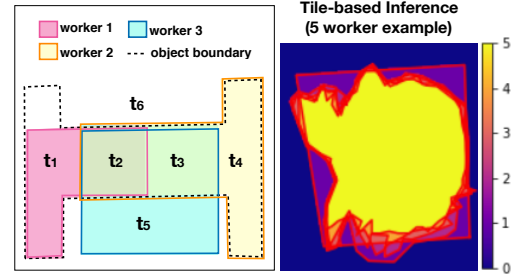 worker 1
worker 3
worker 2
object boundary
t6
t1
t2
t3
t4
t5
Tile-based Inference
(5 worker example)
5
4
3
2
1
0